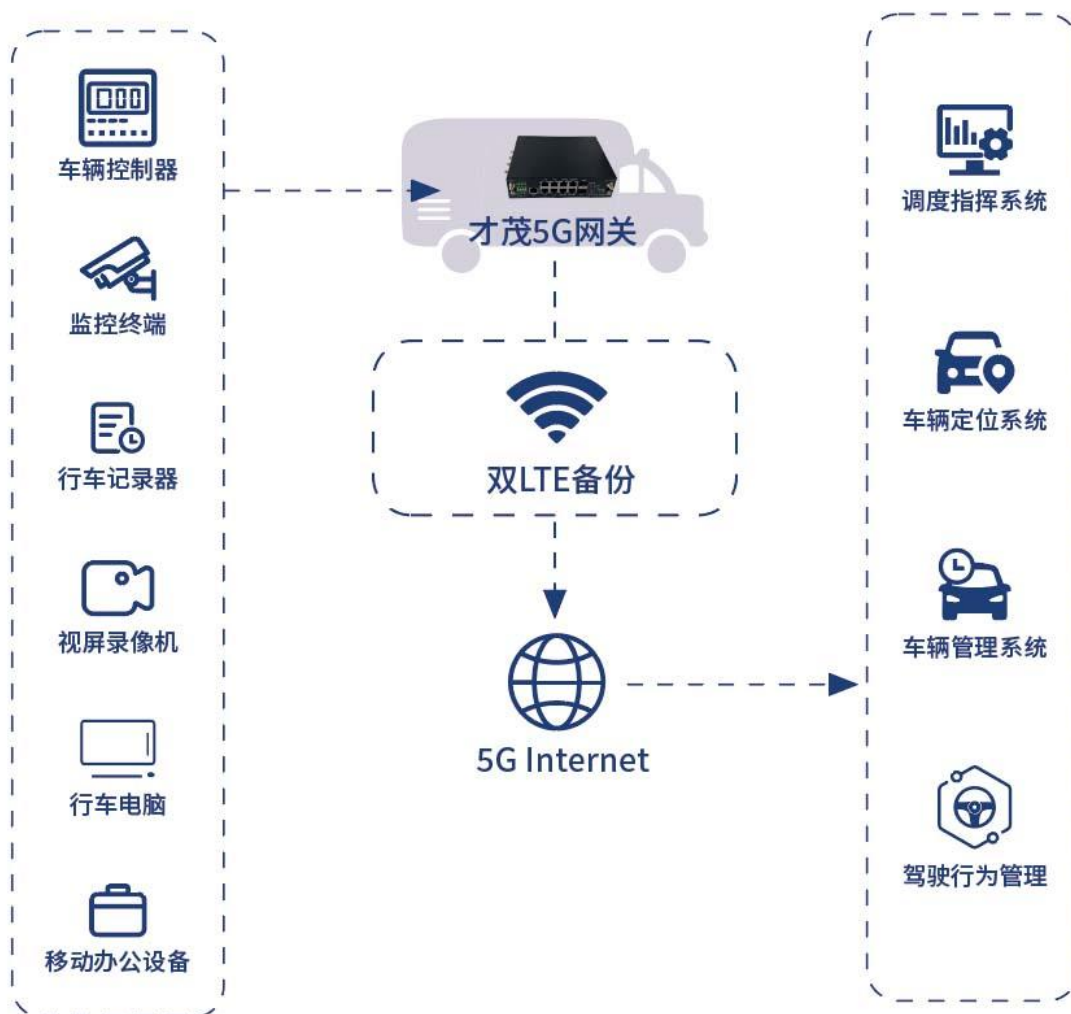 车辆控制器
监控终端
行车记录器
视屏录像机
行车电脑
移动办公设备
才茂5G网关
双LTE备份
5G Internet
调度指挥系统
车辆定位系统
车辆管理系统
驾驶行为管理